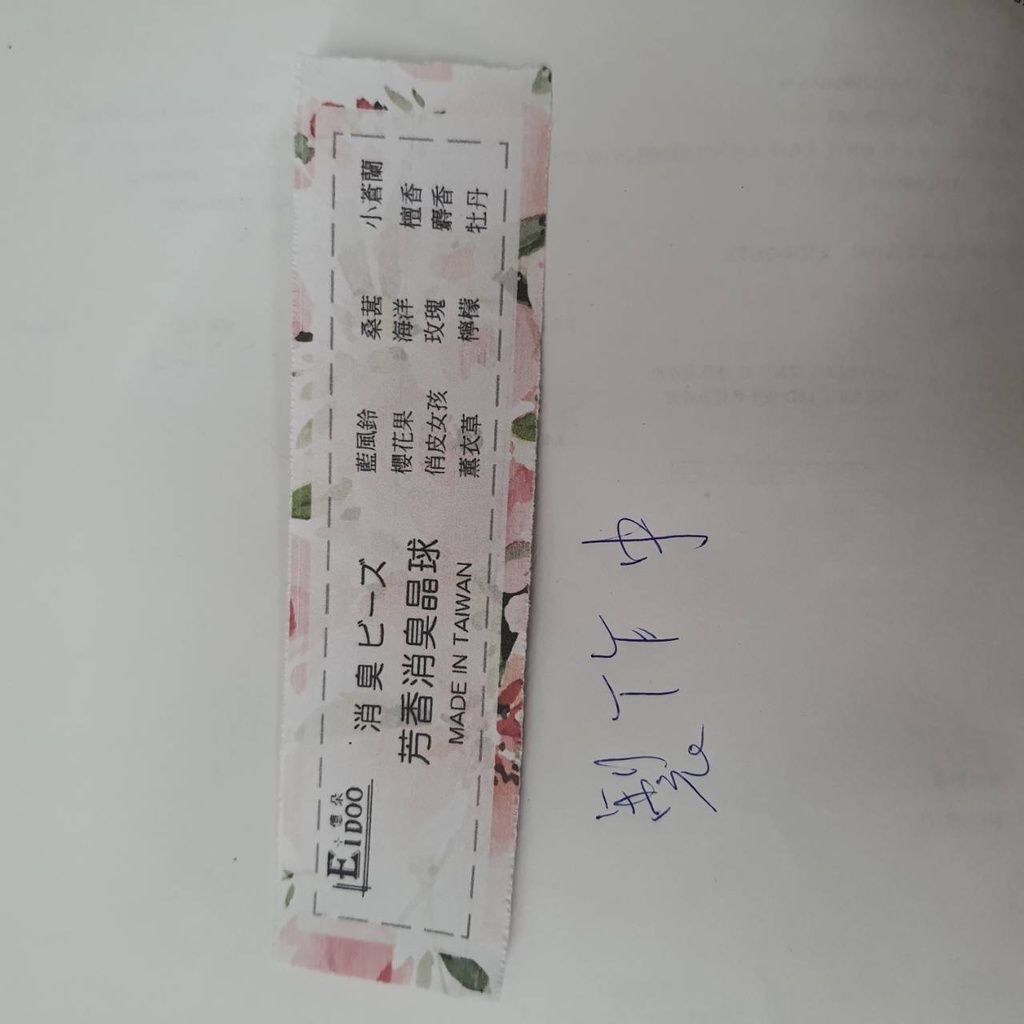 EiDOO
消臭ビーズ
芳香消臭晶球
MADE IN TAIWAN
藍風鈴 桑葚 小蒼蘭
櫻花果 海洋 檀香
俏皮女孩 玫瑰 麝香
薰衣草 檸檬 牡丹
製作中